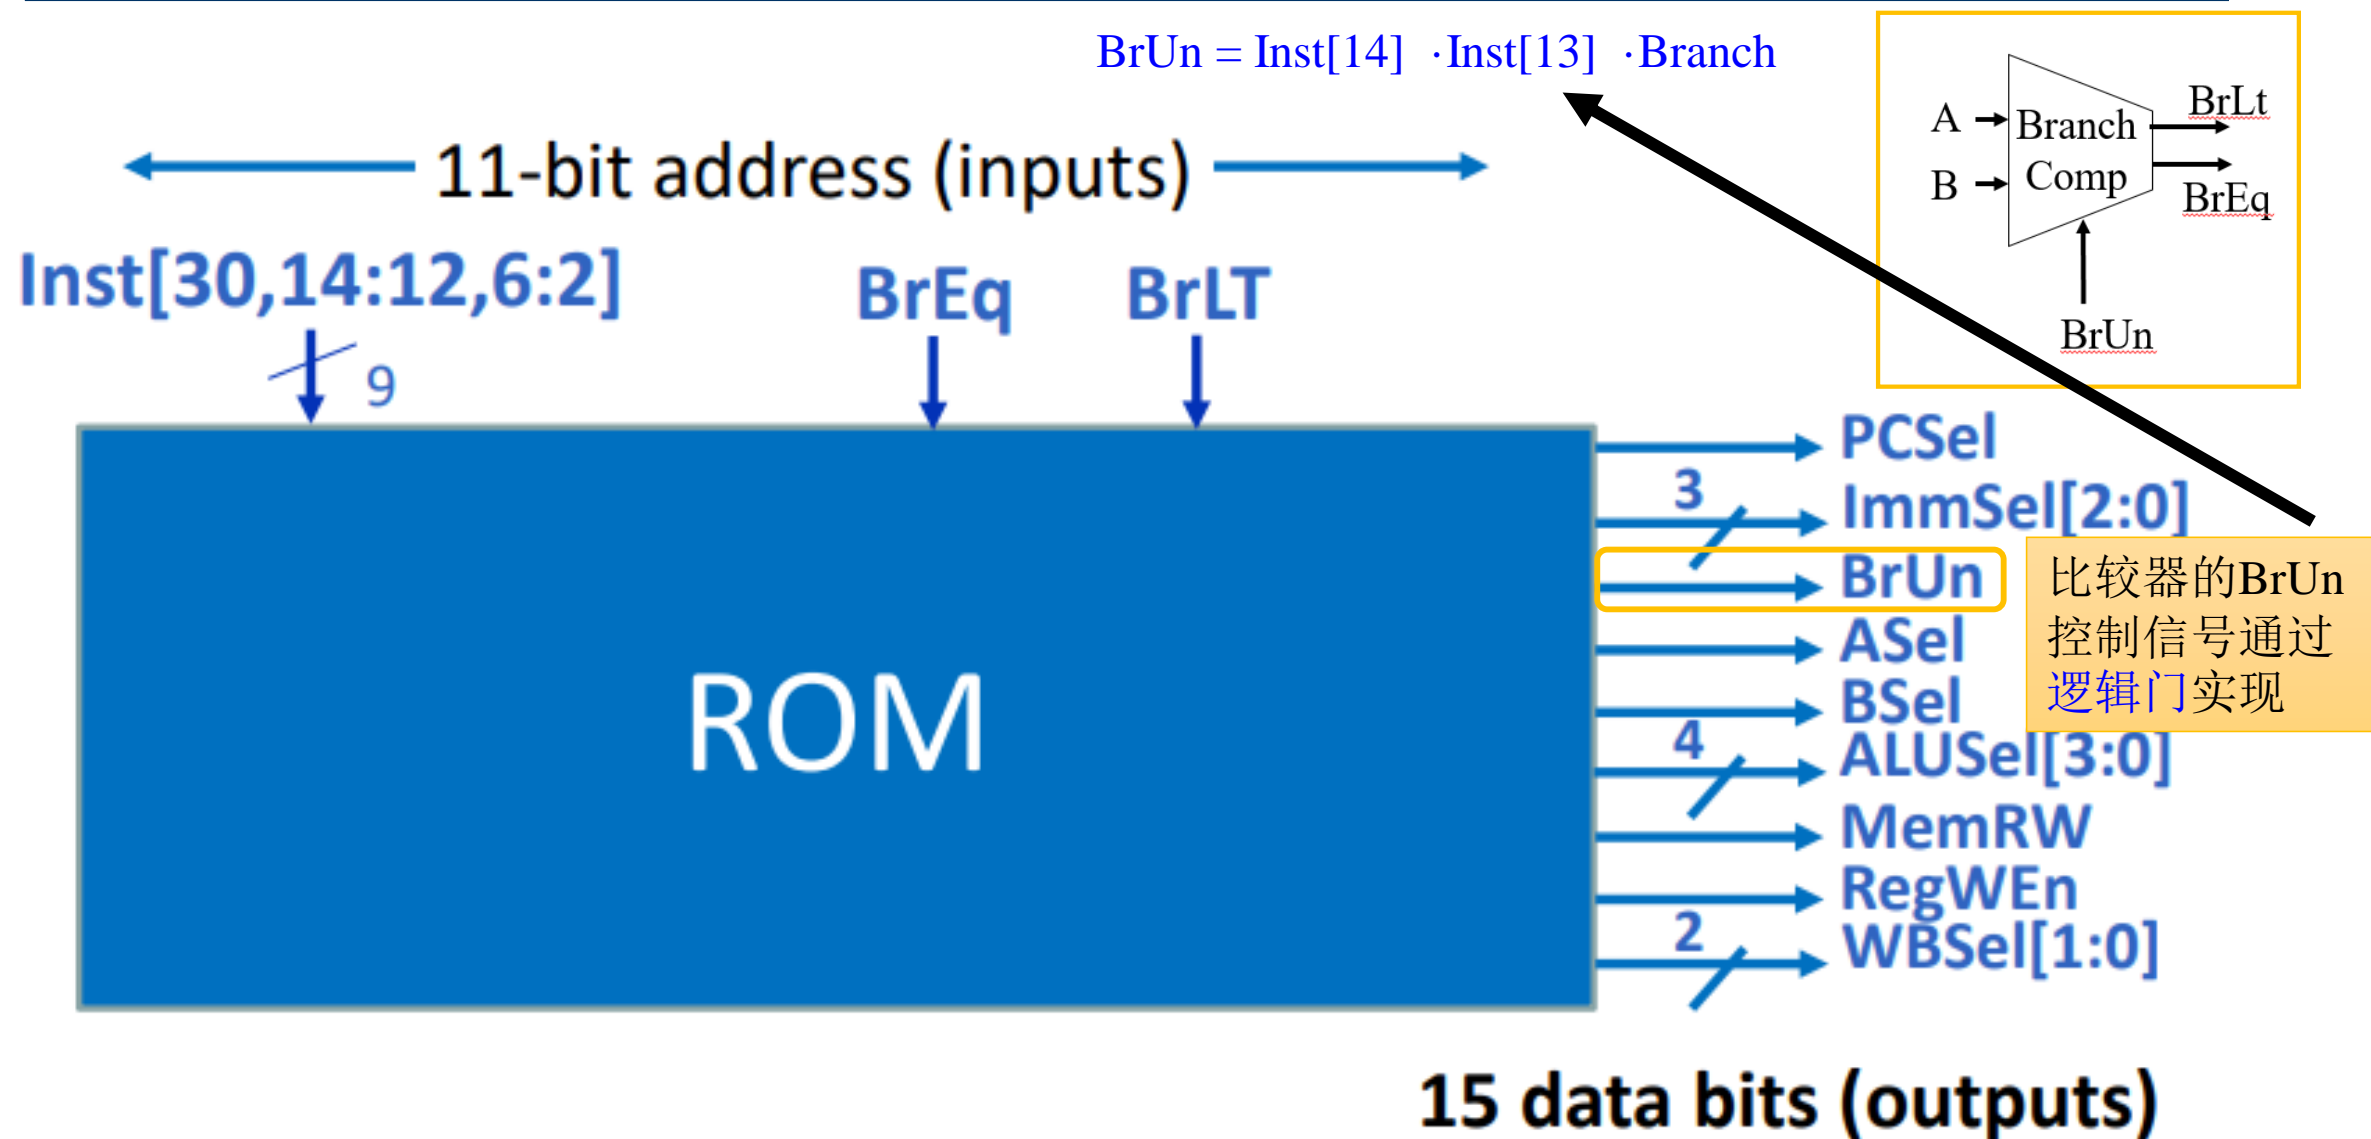 BrUn = Inst[14] ·Inst[13] ·Branch
A
B
Branch
Comp
BrLt
BrEq
BrUn
11-bit address (inputs)
Inst[30,14:12,6:2]
BrEq
BrLT
9
ROM
PCSel
3
ImmSel[2:0]
BrUn
ASel
BSel
4
ALUSel[3:0]
MemRW
RegWEn
2
WBSel[1:0]
比较器的BrUn
控制信号通过
逻辑门实现
15 data bits (outputs)